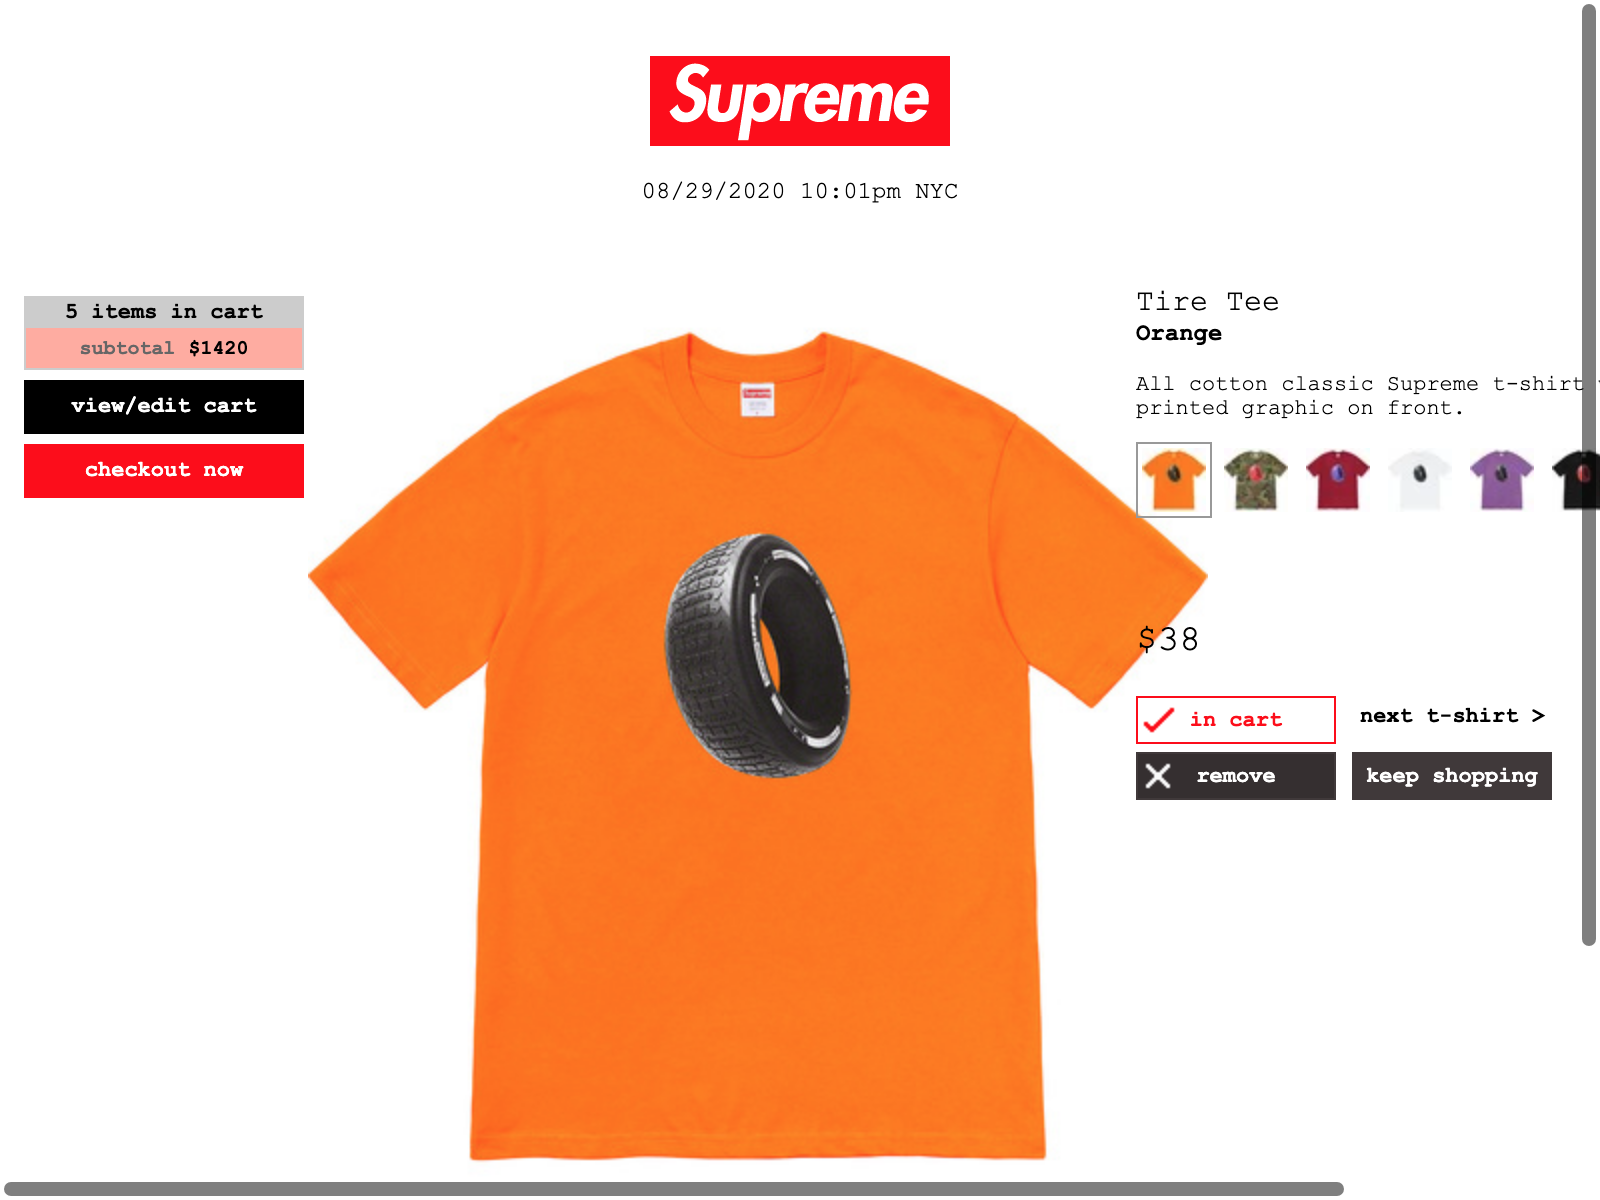 Supreme
08/29/2020 10:01pm NYC
5 items in cart
subtotal $1420
view/edit cart
checkout now
Supreme
Tire Tee
Orange
All cotton classic Supreme t-shirt
printed graphic on front.
$38
in cart
next t-shirt >
remove
keep shopping